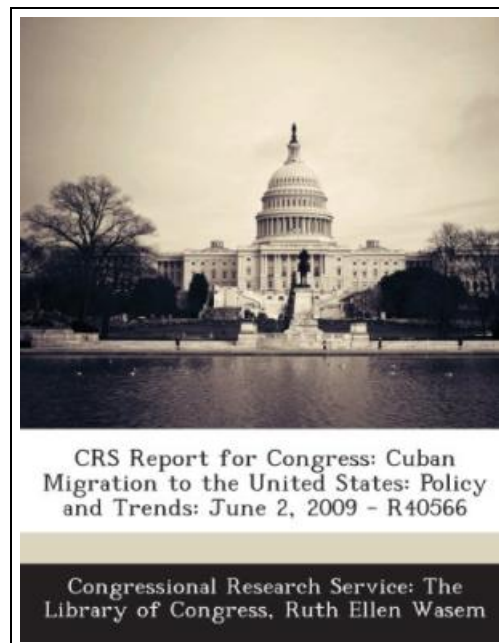 CRS Report for Congress: Cuban
Migration to the United States: Policy
and Trends: June 2, 2009 - R40566
Congressional Research Service: The
Library of Congress, Ruth Ellen Wasem